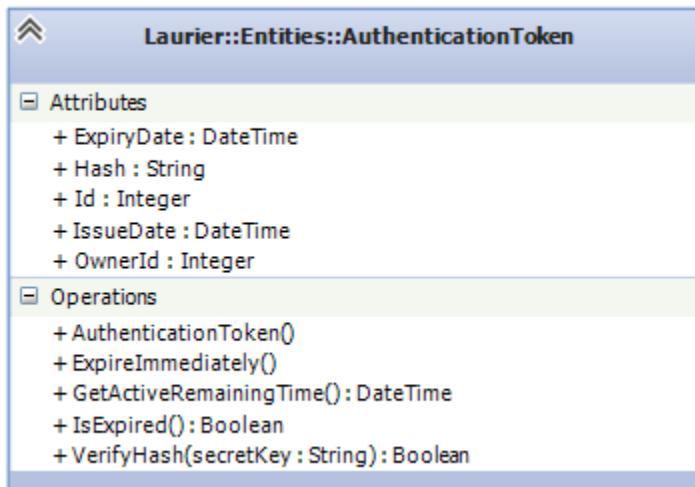 Laurier::Entities::AuthenticationToken
Attributes
+ ExpiryDate : DateTime
+ Hash : String
+ Id : Integer
+ IssueDate : DateTime
+ OwnerId : Integer
Operations
+ AuthenticationToken()
+ ExpireImmediately()
+ GetActiveRemainingTime() : DateTime
+ IsExpired() : Boolean
+ VerifyHash(secretKey : String) : Boolean